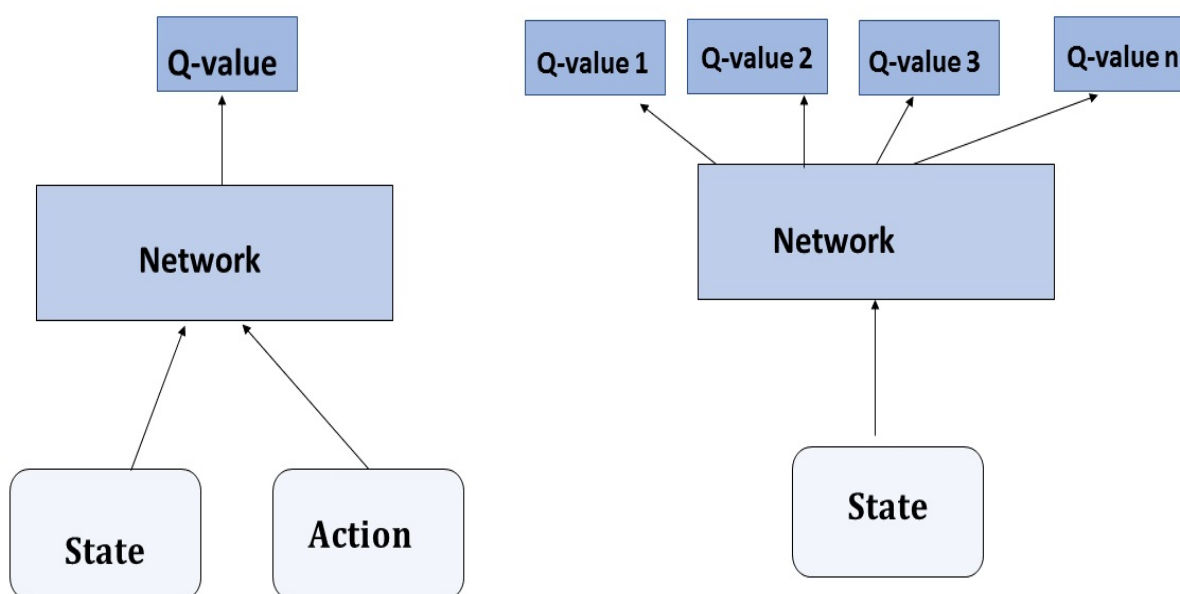 Q-value
Network
State
Action
Q-value 1
Q-value 2
Q-value 3
Q-value n
Network
State